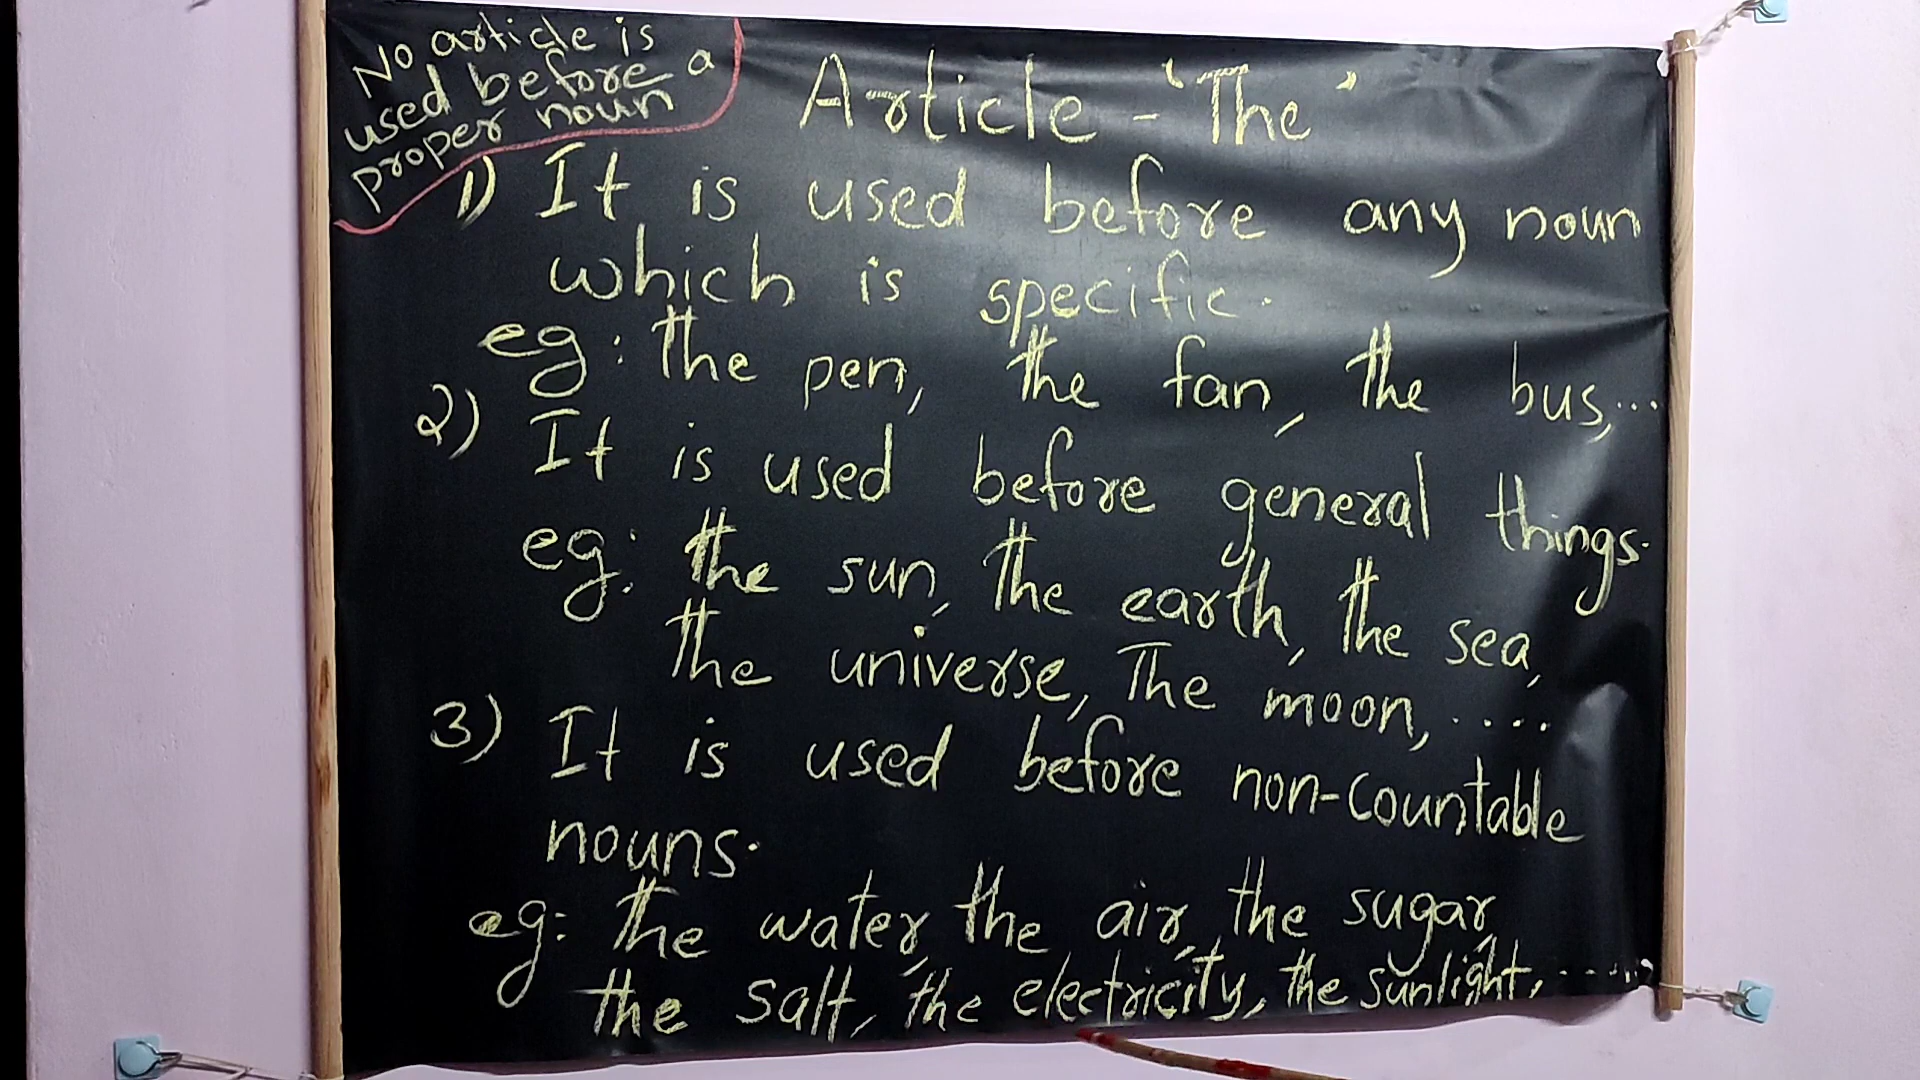 No article is
used before a
proper noun
Article - 'The'
1) It is used before any noun
which is specific.
eg: the pen, the fan, the bus,...
2) It is used before general things.
eg: the sun, the earth, the sea,
the universe, The moon, ....
3) It is used before non-countable
nouns.
eg: the water, the air, the sugar,
the salt, the electricity, the sunlight, .....,